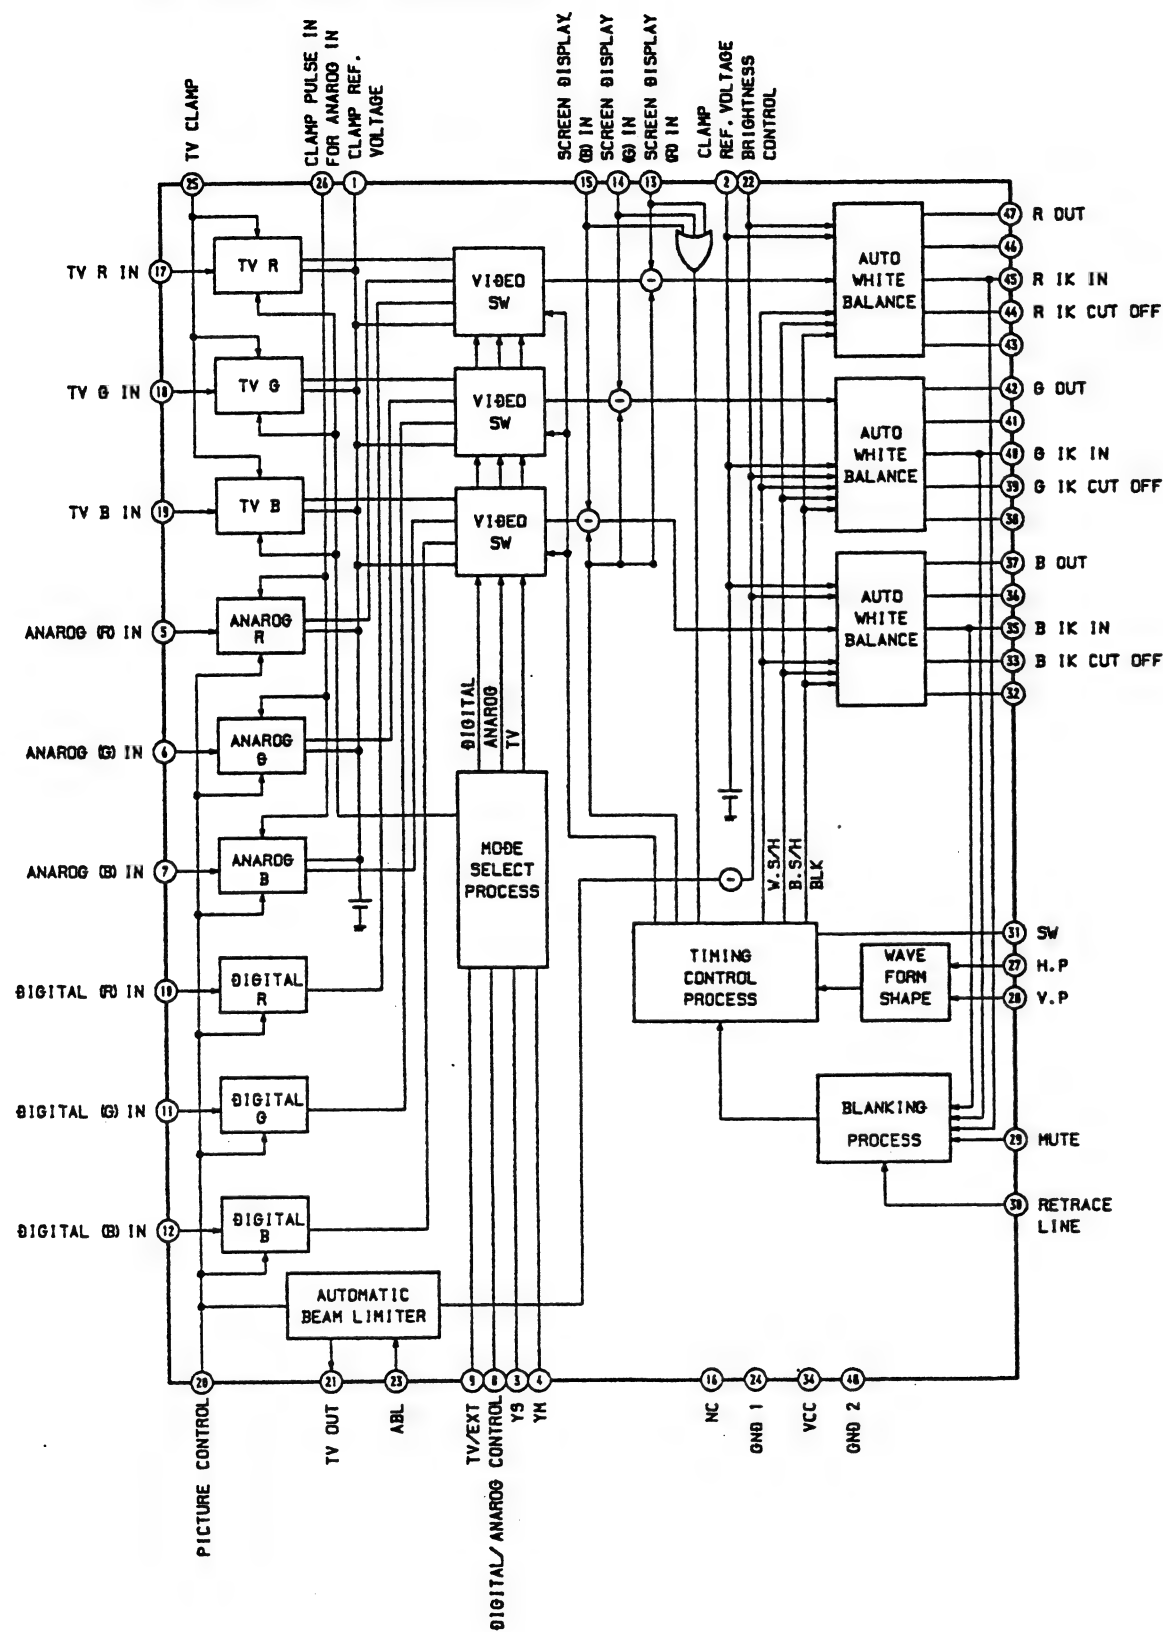 TV CLAMP
CLAMP PULSE IN
FOR ANAROG IN
CLAMP REF.
VOLTAGE
SCREEN DISPLAY
(B) IN
SCREEN DISPLAY
(G) IN
SCREEN DISPLAY
(R) IN
CLAMP
REF. VOLTAGE
BRIGHTNESS
CONTROL
25
26
1
15
14
13
2
22
TV R IN
17
TV R
VIDEO
SW
AUTO
WHITE
BALANCE
47
R OUT
46
45
R IK IN
44
R IK CUT OFF
43
TV G IN
18
TV G
VIDEO
SW
AUTO
WHITE
BALANCE
42
G OUT
41
40
G IK IN
39
G IK CUT OFF
38
TV B IN
19
TV B
VIDEO
SW
AUTO
WHITE
BALANCE
37
B OUT
36
35
B IK IN
33
B IK CUT OFF
32
ANAROG (R) IN
5
ANAROG
R
ANAROG (G) IN
6
ANAROG
G
DIGITAL
ANAROG
TV
ANAROG (B) IN
7
ANAROG
B
MODE
SELECT
PROCESS
W.S/H
B.S/H
BLK
DIGITAL (R) IN
10
DIGITAL
R
TIMING
CONTROL
PROCESS
WAVE
FORM
SHAPE
31
SW
27
H.P
28
V.P
DIGITAL (G) IN
11
DIGITAL
G
BLANKING
PROCESS
29
MUTE
30
RETRACE
LINE
DIGITAL (B) IN
12
DIGITAL
B
AUTOMATIC
BEAM LIMITER
20
21
23
9
8
3
4
16
24
34
48
PICTURE CONTROL
TV OUT
ABL
TV/EXT
DIGITAL/ANAROG CONTROL
YS
YM
NC
GND 1
VCC
GND 2